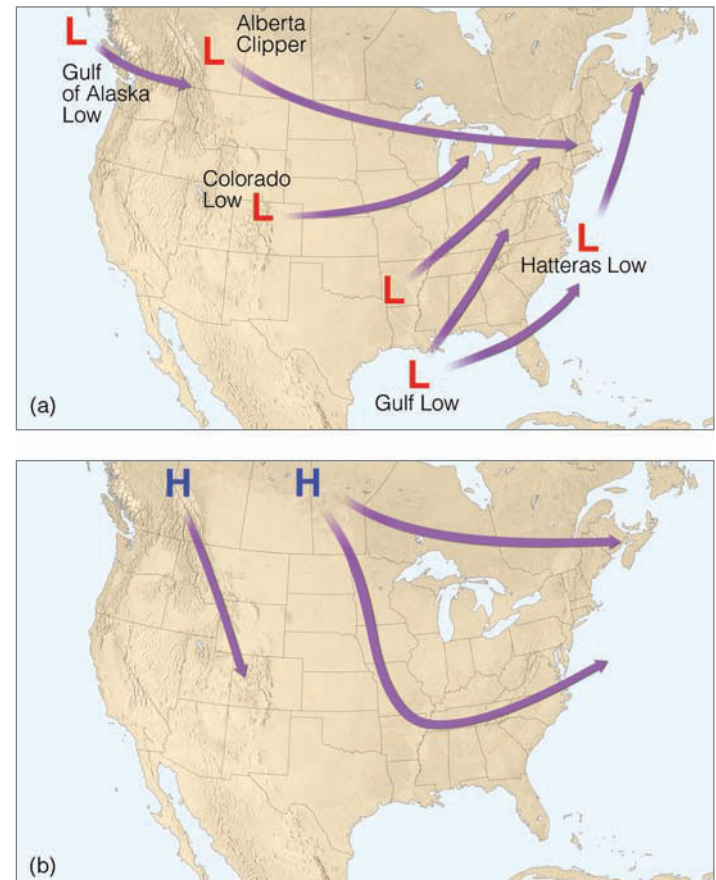 L
Gulf
of Alaska
Low
L
Alberta
Clipper
Colorado
Low
L
L
L
Hatteras Low
L
Gulf Low
(a)
H
H
(b)